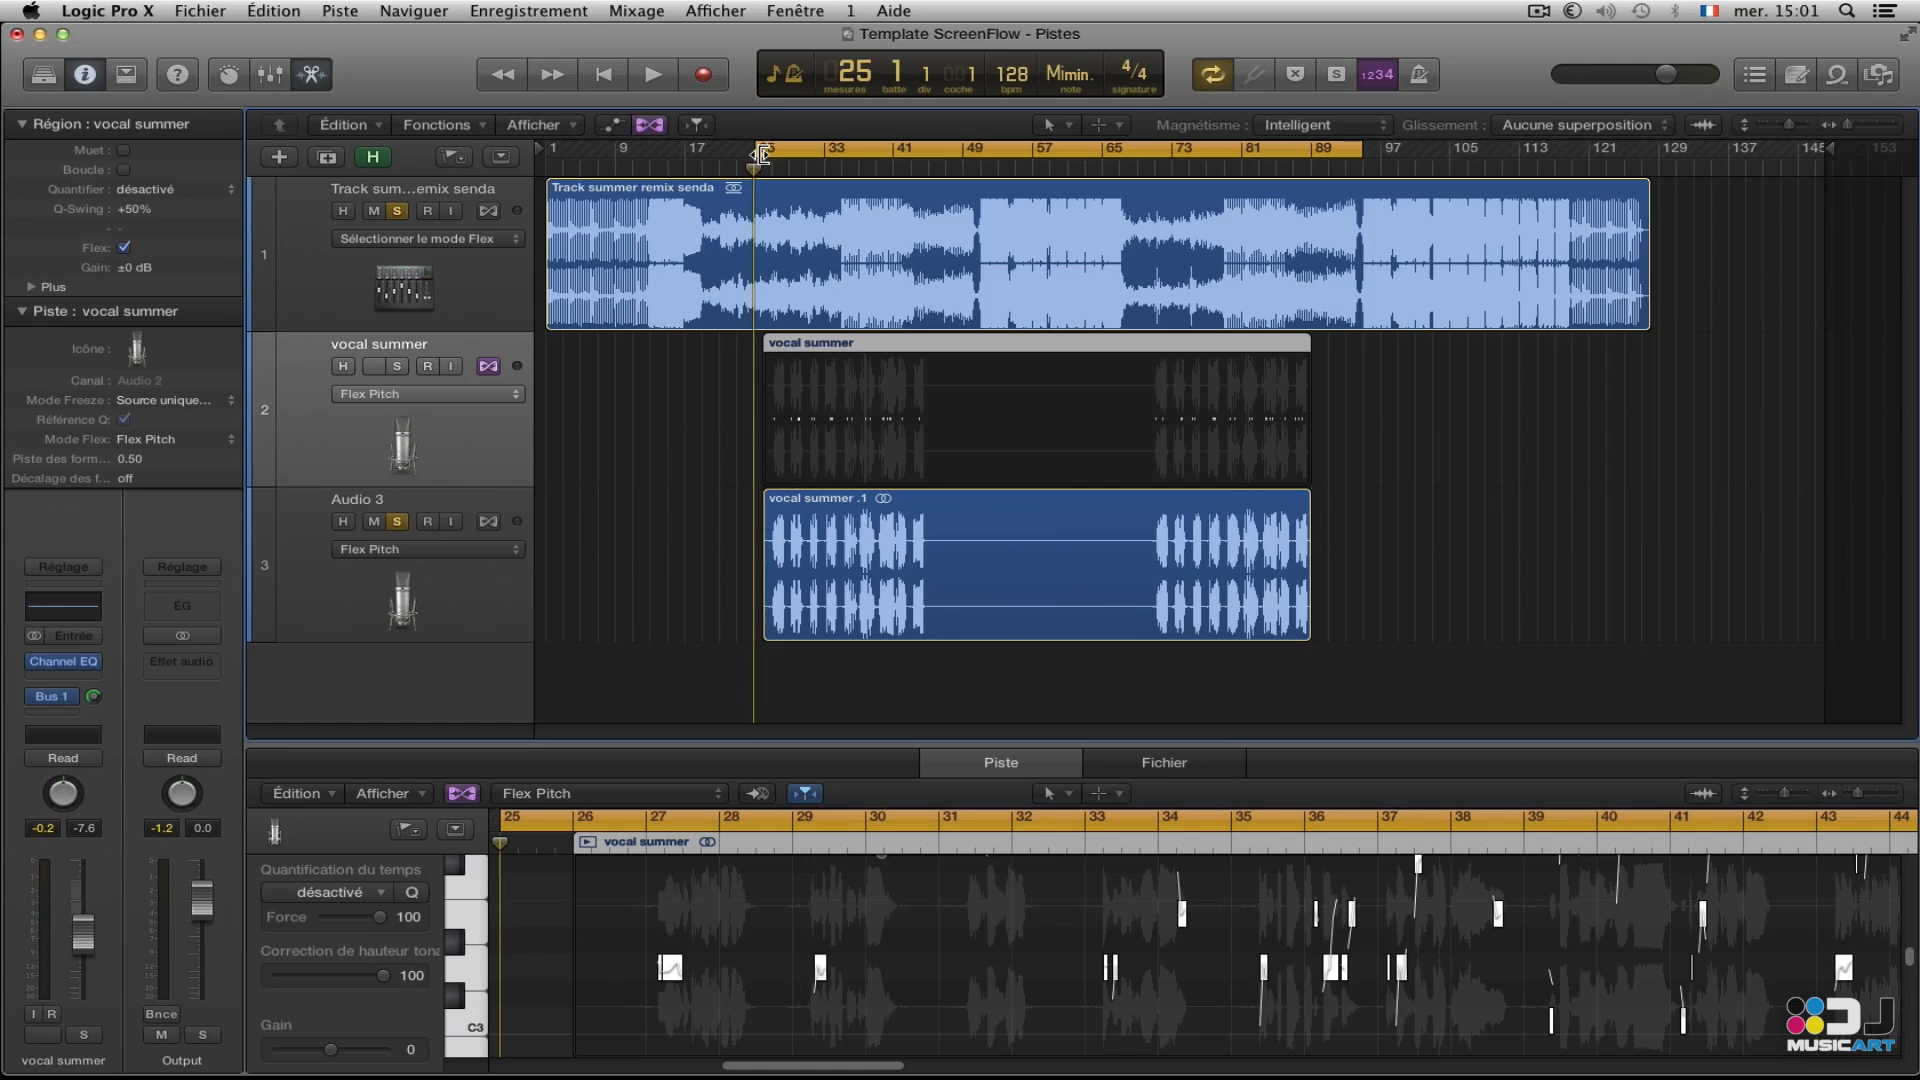 Logic Pro X Fichier Édition Piste Naviguer Enregistrement Mixage Afficher Fenêtre 1 Aide mer. 15:01
Template ScreenFlow - Pistes
25 1 1 001 128 Mimin. 4/4
mesures batte div coche bpm note signature
S 1234
Région : vocal summer
Muet :
Boucle :
Quantifier : désactivé
Q-Swing : +50%
Flex:
Gain: ±0 dB
Plus
Piste : vocal summer
Icône :
Canal : Audio 2
Mode Freeze : Source unique...
Référence Q :
Mode Flex: Flex Pitch
Piste des form... 0.50
Décalage des f... off
Édition Fonctions Afficher Magnétisme : Intelligent Glissement : Aucune superposition
H
1 9 17 33 41 49 57 65 73 81 89 97 105 113 121 129 137 145 153
1
Track sum...emix senda
H M S R I
Sélectionner le mode Flex
Track summer remix senda
2
vocal summer
H S R I
Flex Pitch
vocal summer
3
Audio 3
H M S R I
Flex Pitch
vocal summer .1
Réglage Réglage
ÉG
Entrée
Channel EQ Effet audio
Bus 1
Read Read
-0.2 -7.6 -1.2 0.0
I R Bnce
S M S
vocal summer Output
Piste Fichier
Édition Afficher Flex Pitch
25 26 27 28 29 30 31 32 33 34 35 36 37 38 39 40 41 42 43 44
vocal summer
Quantification du temps
désactivé Q
Force 100
Correction de hauteur tona
100
Gain
0
C3
DJ
MUSICART